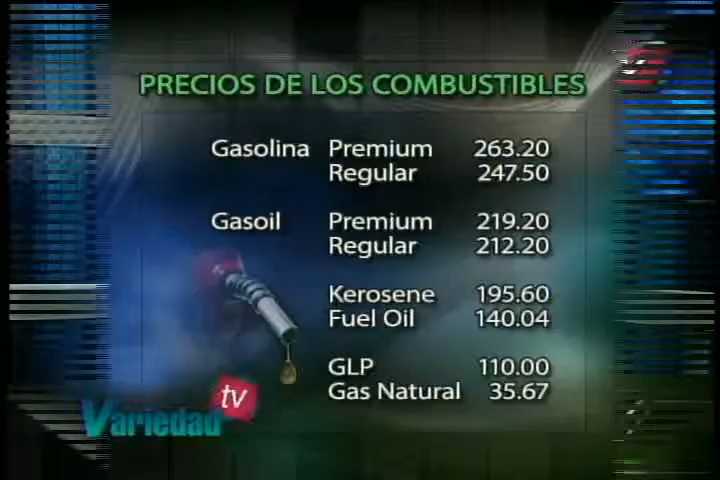 PRECIOS DE LOS COMBUSTIBLES
Gasolina Premium 263.20
Regular 247.50
Gasoil Premium 219.20
Regular 212.20
Kerosene 195.60
Fuel Oil 140.04
GLP 110.00
Gas Natural 35.67
Variedad tv